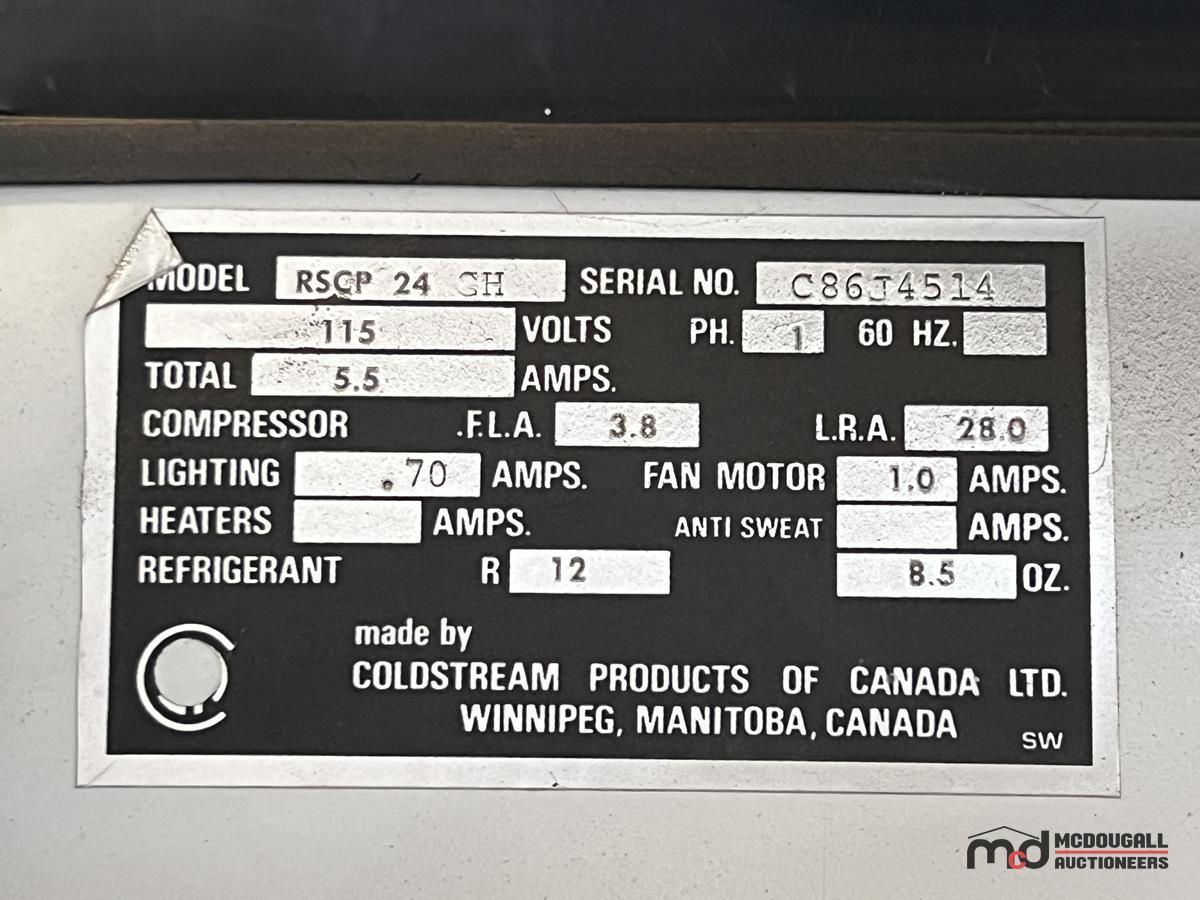 MODEL RSCP 24 GH SERIAL NO. C86J4514
115 VOLTS PH. 1 60 HZ.
TOTAL 5.5 AMPS.
COMPRESSOR .F.L.A. 3.8 L.R.A. 28.0
LIGHTING .70 AMPS. FAN MOTOR 1.0 AMPS.
HEATERS AMPS. ANTI SWEAT AMPS.
REFRIGERANT R 12 8.5 OZ.
made by
COLDSTREAM PRODUCTS OF CANADA LTD.
WINNIPEG, MANITOBA, CANADA
SW
mcd MCDOUGALL
AUCTIONEERS